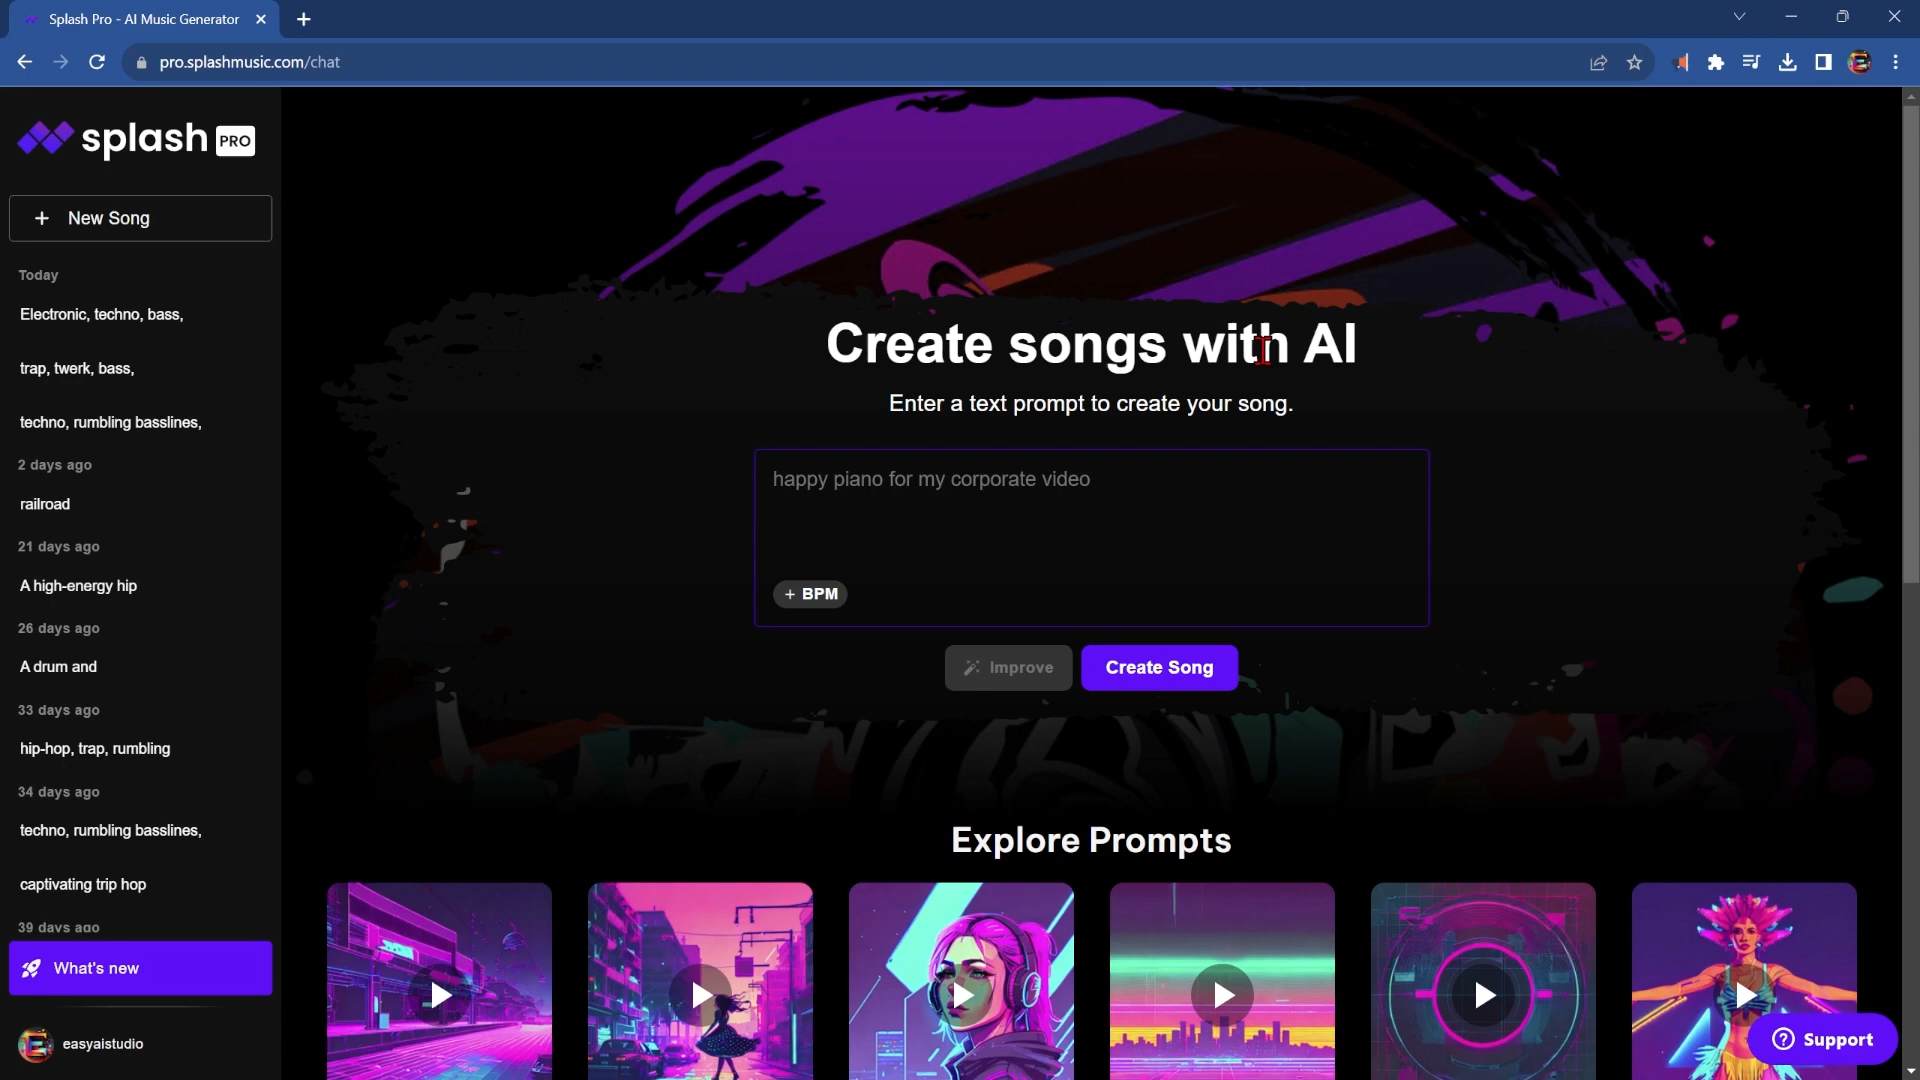 Splash Pro - AI Music Generator
pro.splashmusic.com/chat
splash PRO
+ New Song
Today
Electronic, techno, bass,
trap, twerk, bass,
techno, rumbling basslines,
2 days ago
railroad
21 days ago
A high-energy hip
26 days ago
A drum and
33 days ago
hip-hop, trap, rumbling
34 days ago
techno, rumbling basslines,
captivating trip hop
39 days ago
What's new
easyaistudio
Create songs with AI
Enter a text prompt to create your song.
happy piano for my corporate video
+ BPM
Improve
Create Song
Explore Prompts
Support